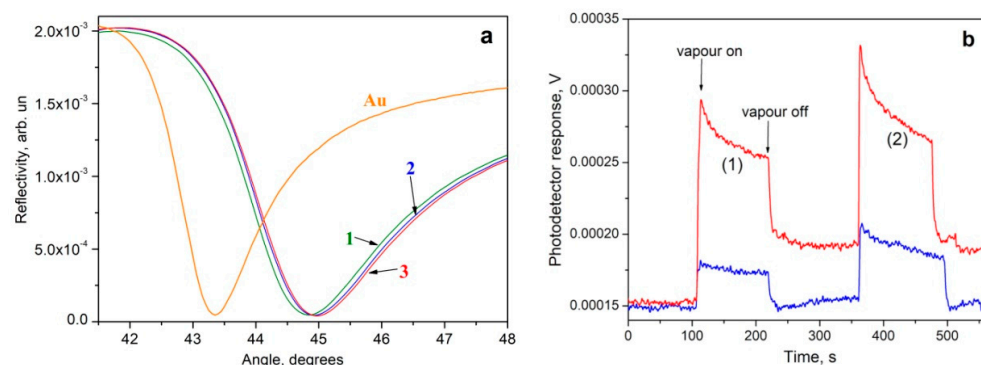 a
Au
2
1
3
Reflectivity, arb. un
2.0x10⁻³
1.5x10⁻³
1.0x10⁻³
5.0x10⁻⁴
0.0
42 43 44 45 46 47 48
Angle, degrees
b
vapour on
vapour off
(1)
(2)
Photodetector response, V
0.00035
0.00030
0.00025
0.00020
0.00015
0 100 200 300 400 500
Time, s